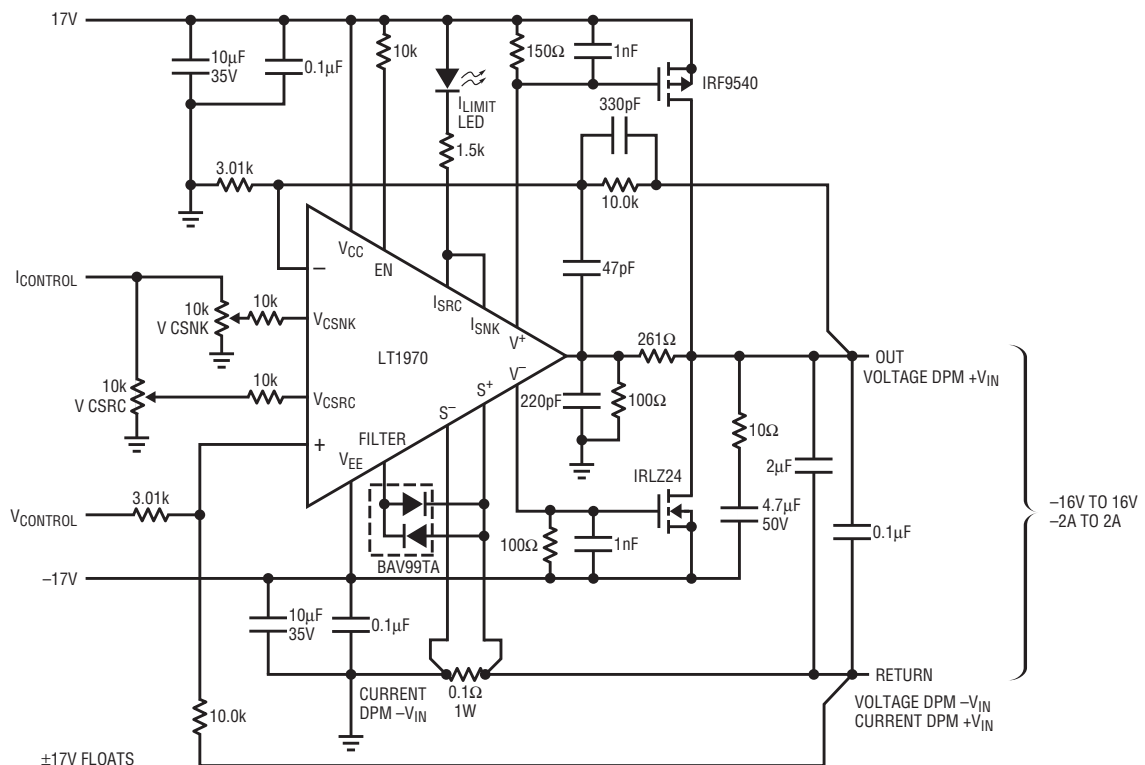 17V
10µF
35V
0.1µF
10k
I_LIMIT
LED
1.5k
150Ω
1nF
IRF9540
330pF
10.0k
3.01k
47pF
I_CONTROL
10k
V CSNK
10k
V_CSNK
–
V_CC
EN
I_SRC
I_SNK
V+
LT1970
10k
V CSRC
10k
V_CSRC
+
V_EE
FILTER
S–
S+
V–
261Ω
OUT
VOLTAGE DPM +V_IN
220pF
100Ω
10Ω
2µF
4.7µF
50V
0.1µF
–16V TO 16V
–2A TO 2A
IRLZ24
V_CONTROL
3.01k
BAV99TA
100Ω
1nF
–17V
10µF
35V
0.1µF
CURRENT
DPM –V_IN
0.1Ω
1W
RETURN
VOLTAGE DPM –V_IN
CURRENT DPM +V_IN
10.0k
±17V FLOATS